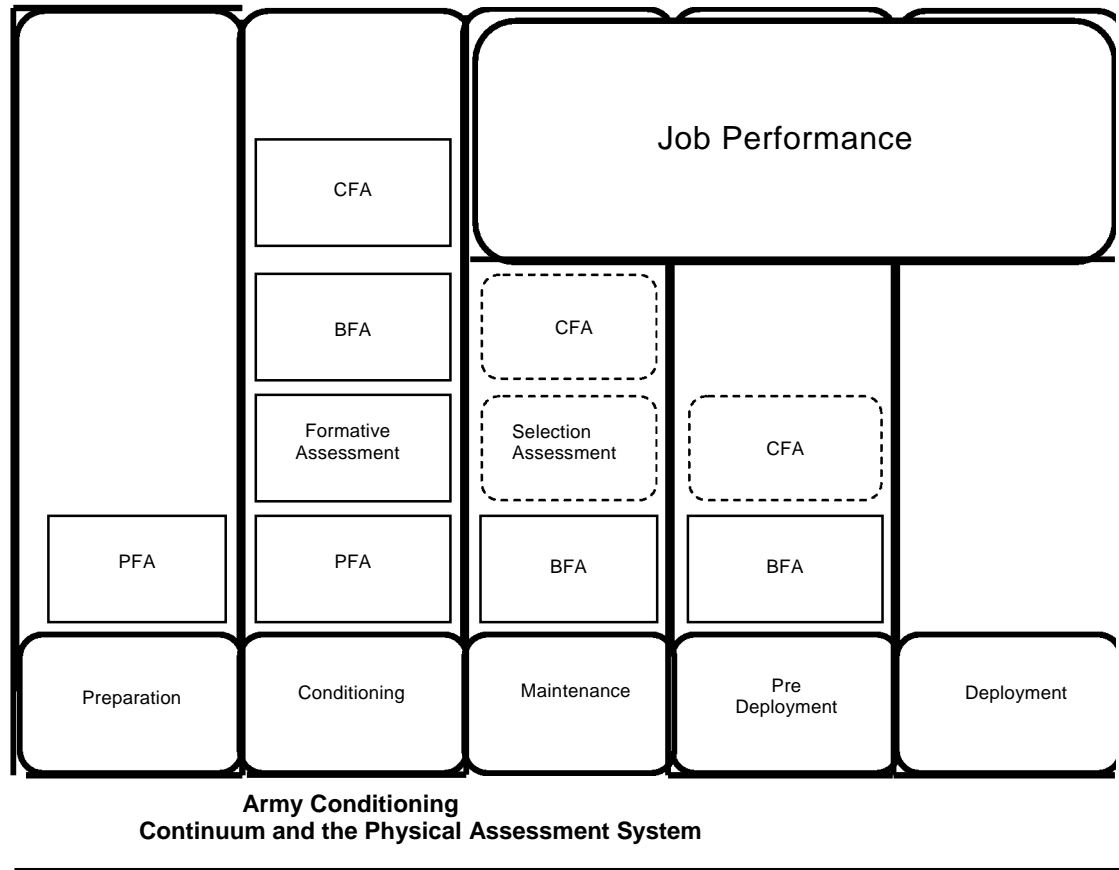 Job Performance
CFA
BFA
CFA
Formative
Assessment
Selection
Assessment
CFA
PFA
PFA
BFA
BFA
Preparation
Conditioning
Maintenance
Pre
Deployment
Deployment
Army Conditioning
Continuum and the Physical Assessment System